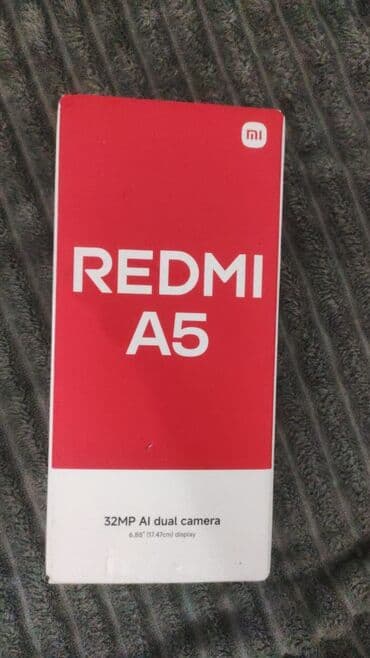 mi
REDMI
A5
32MP AI dual camera
6.88" (17.47cm) display